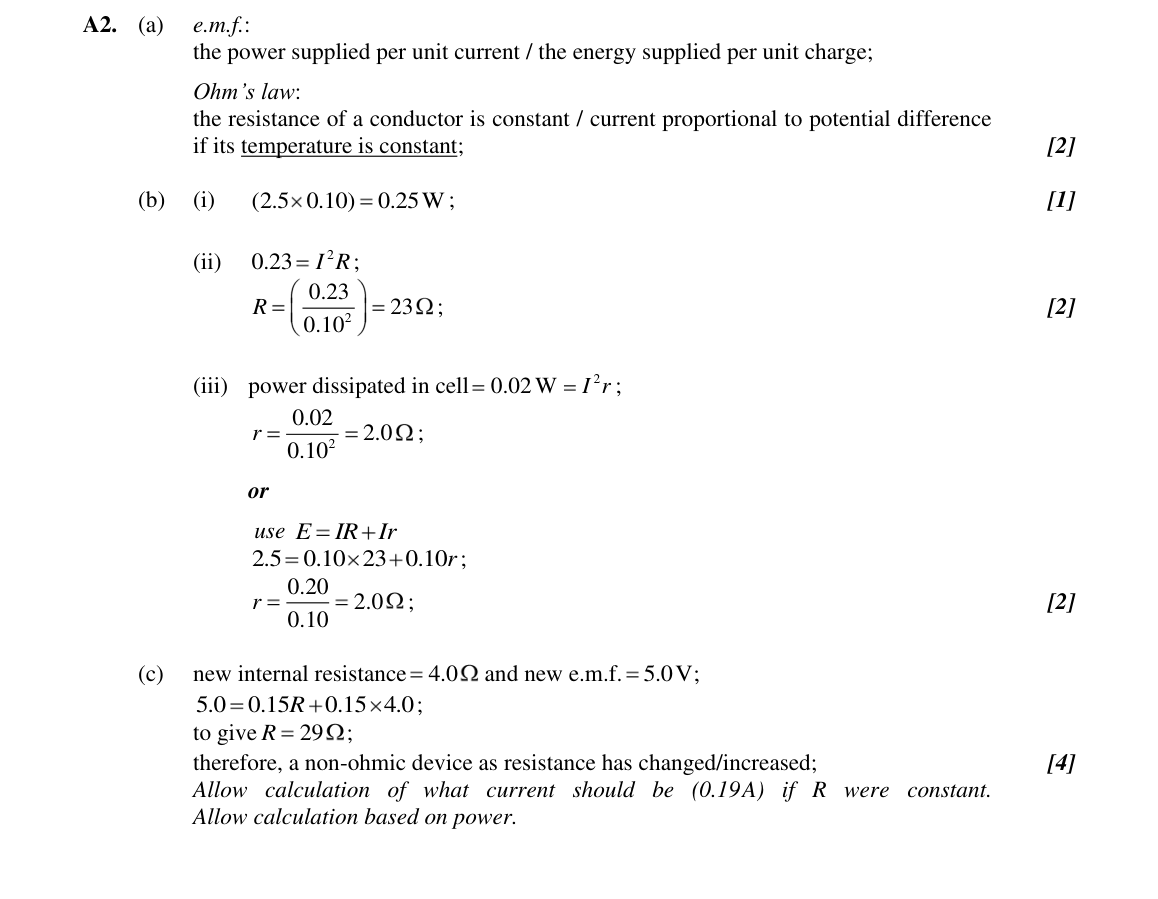 A2. (a) e.m.f.:
the power supplied per unit current / the energy supplied per unit charge;
Ohm's law:
the resistance of a conductor is constant / current proportional to potential difference
if its temperature is constant; [2]
(b) (i) (2.5×0.10) = 0.25 W ; [1]
(ii) 0.23 = I²R ;
R = (0.23 / 0.10²) = 23 Ω ; [2]
(iii) power dissipated in cell = 0.02 W = I²r ;
r = 0.02 / 0.10² = 2.0 Ω ;
or
use E = IR + Ir
2.5 = 0.10×23 + 0.10r ;
r = 0.20 / 0.10 = 2.0 Ω ; [2]
(c) new internal resistance = 4.0 Ω and new e.m.f. = 5.0 V;
5.0 = 0.15R + 0.15×4.0 ;
to give R = 29 Ω ;
therefore, a non-ohmic device as resistance has changed/increased; [4]
Allow calculation of what current should be (0.19A) if R were constant.
Allow calculation based on power.